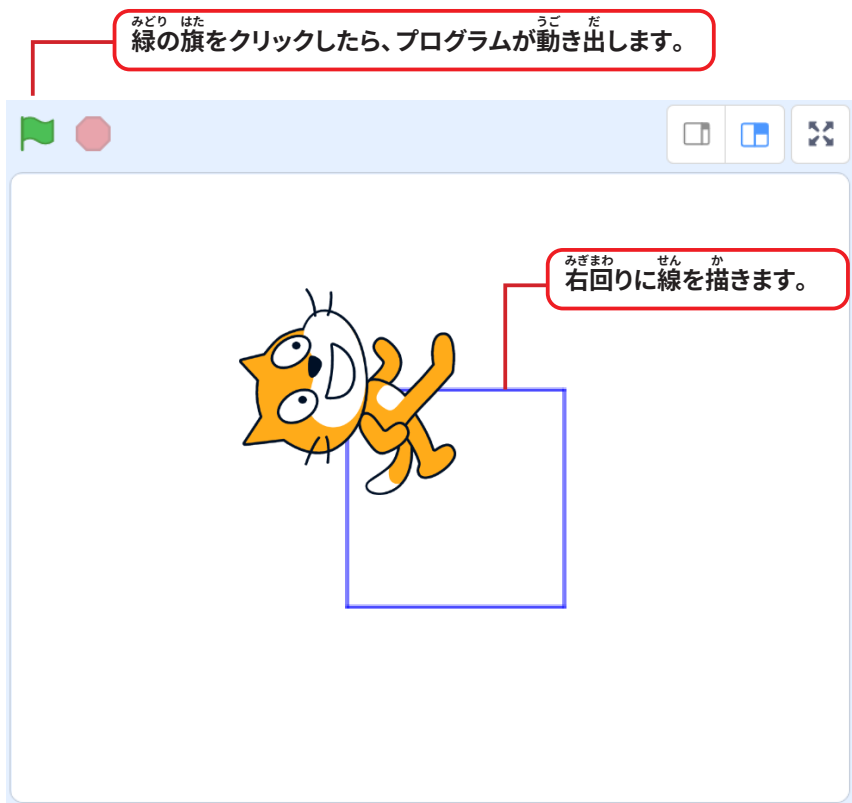 みどり はた うご だ
緑の旗をクリックしたら、プログラムが動き出します。
みぎまわ せん か
右回りに線を描きます。